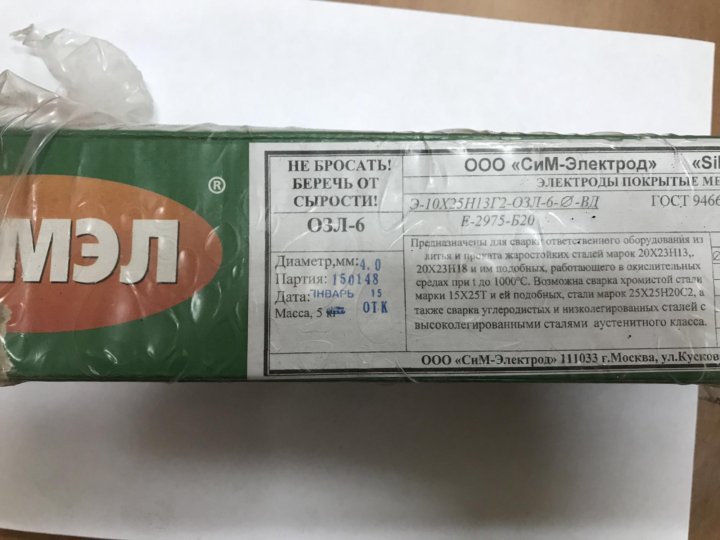 МЭЛ ®
НЕ БРОСАТЬ!
БЕРЕЧЬ ОТ
СЫРОСТИ!
ОЗЛ-6
Диаметр,мм: 4.0
Партия: 150148
Дата: ЯНВАРЬ 15
Масса, 5 кг
ОТК
ООО «СиМ-Электрод» «Sil
ЭЛЕКТРОДЫ ПОКРЫТЫЕ МЕ
Э-10Х25Н13Г2-ОЗЛ-6-∅-ВД ГОСТ 9466
Е-2975-Б20
Предназначены для сварки ответственного оборудования из
литья и проката жаростойких сталей марок 20Х23Н13,.
20Х23Н18 и им подобных, работающего в окислительных
средах при t до 1000°С. Возможна сварка хромистой стали
марки 15Х25Т и ей подобных, стали марок 25Х25Н20С2, а
также сварка углеродистых и низколегированных сталей с
высоколегированными сталями аустенитного класса.
ООО «СиМ-Электрод» 111033 г.Москва, ул.Кусков